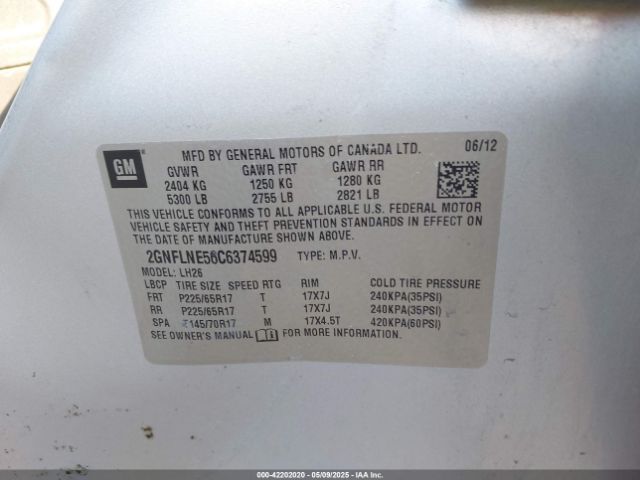 GM
MFD BY GENERAL MOTORS OF CANADA LTD. 06/12
GVWR GAWR FRT GAWR RR
2404 KG 1250 KG 1280 KG
5300 LB 2755 LB 2821 LB
THIS VEHICLE CONFORMS TO ALL APPLICABLE U.S. FEDERAL MOTOR
VEHICLE SAFETY AND THEFT PREVENTION STANDARDS IN EFFECT ON
THE DATE OF MANUFACTURE SHOWN ABOVE.
2GNFLNE56C6374599 TYPE: M.P.V.
MODEL: LH26
LBCP TIRE SIZE SPEED RTG RIM COLD TIRE PRESSURE
FRT P225/65R17 T 17X7J 240KPA(35PSI)
RR P225/65R17 T 17X7J 240KPA(35PSI)
SPA T145/70R17 M 17X4.5T 420KPA(60PSI)
SEE OWNER'S MANUAL FOR MORE INFORMATION.
000-42202020 - 05/09/2025 - IAAI.COM